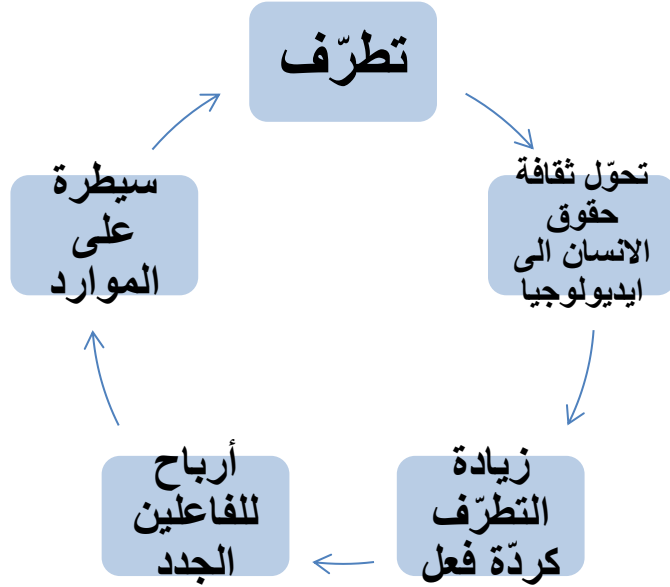 تطرّف
تحوّل ثقافة
حقوق
الانسان الى
ايديولوجيا
زيادة
التطرّف
كردّة فعل
أرباح
للفاعلين
الجدد
سيطرة
على
الموارد